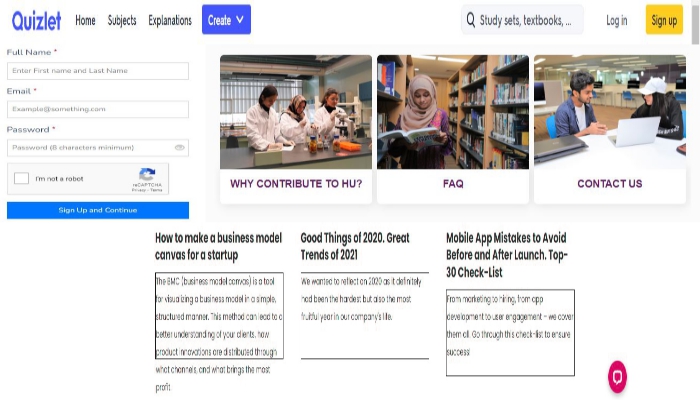 Quizlet
Home Subjects Explanations Create
Study sets, textbooks, ...
Log in Sign up
Full Name *
Enter First name and Last Name
Email *
Example@something.com
Password *
Password (8 characters minimum)
I'm not a robot
reCAPTCHA
Privacy - Terms
Sign Up and Continue
WHY CONTRIBUTE TO HU?
FAQ
CONTACT US
How to make a business model
canvas for a startup
The BMC (business model canvas) is a tool
for visualizing a business model in a simple,
structured manner. This method can lead to a
better understanding of your clients, how
product innovations are distributed through
what channels, and what brings the most
profit.
Good Things of 2020. Great
Trends of 2021
We wanted to reflect on 2020 as it definitely
had been the hardest but also the most
fruitful year in our company's life.
Mobile App Mistakes to Avoid
Before and After Launch. Top-
30 Check-List
From marketing to hiring, from app
development to user engagement – we cover
them all. Go through this check-list to ensure
success!